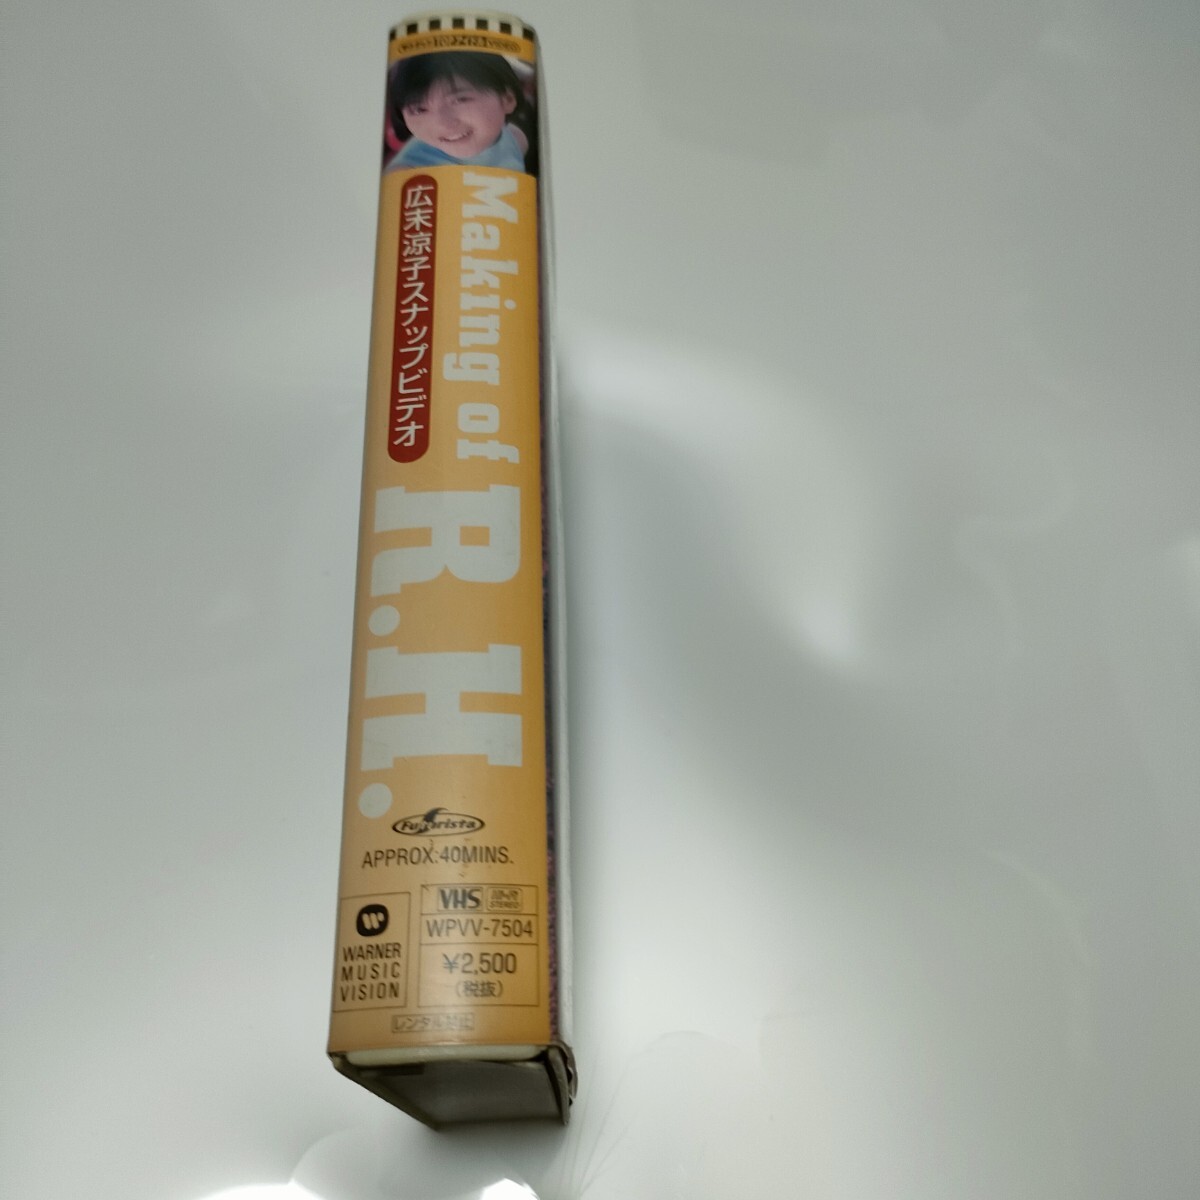 Making of
R.H.
広末涼子スナップビデオ
Futurista
APPROX.40MINS.
VHS
STEREO
WPVV-7504
¥2,500
(税抜)
WARNER
MUSIC
VISION
レンタル禁止